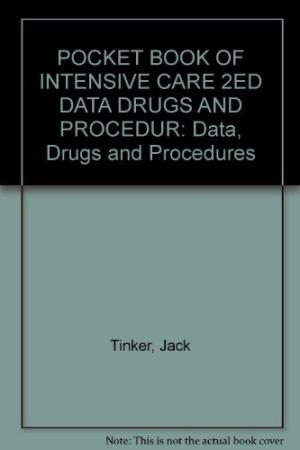 POCKET BOOK OF
INTENSIVE CARE 2ED
DATA DRUGS AND
PROCEDUR: Data,
Drugs and Procedures
Tinker, Jack
Note: This is not the actual book cover